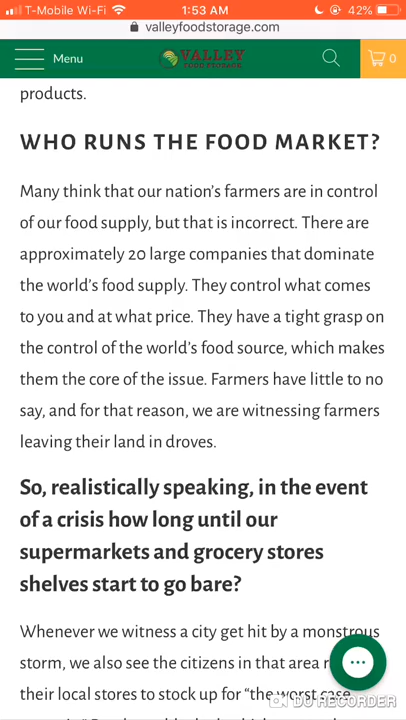 T-Mobile Wi-Fi 1:53 AM 42%
valleyfoodstorage.com
Menu VALLEY FOOD STORAGE 0
products.
WHO RUNS THE FOOD MARKET?
Many think that our nation's farmers are in control
of our food supply, but that is incorrect. There are
approximately 20 large companies that dominate
the world's food supply. They control what comes
to you and at what price. They have a tight grasp on
the control of the world's food source, which makes
them the core of the issue. Farmers have little to no
say, and for that reason, we are witnessing farmers
leaving their land in droves.
So, realistically speaking, in the event
of a crisis how long until our
supermarkets and grocery stores
shelves start to go bare?
Whenever we witness a city get hit by a monstrous
storm, we also see the citizens in that area
their local stores to stock up for "the worst case
DU RECORDER